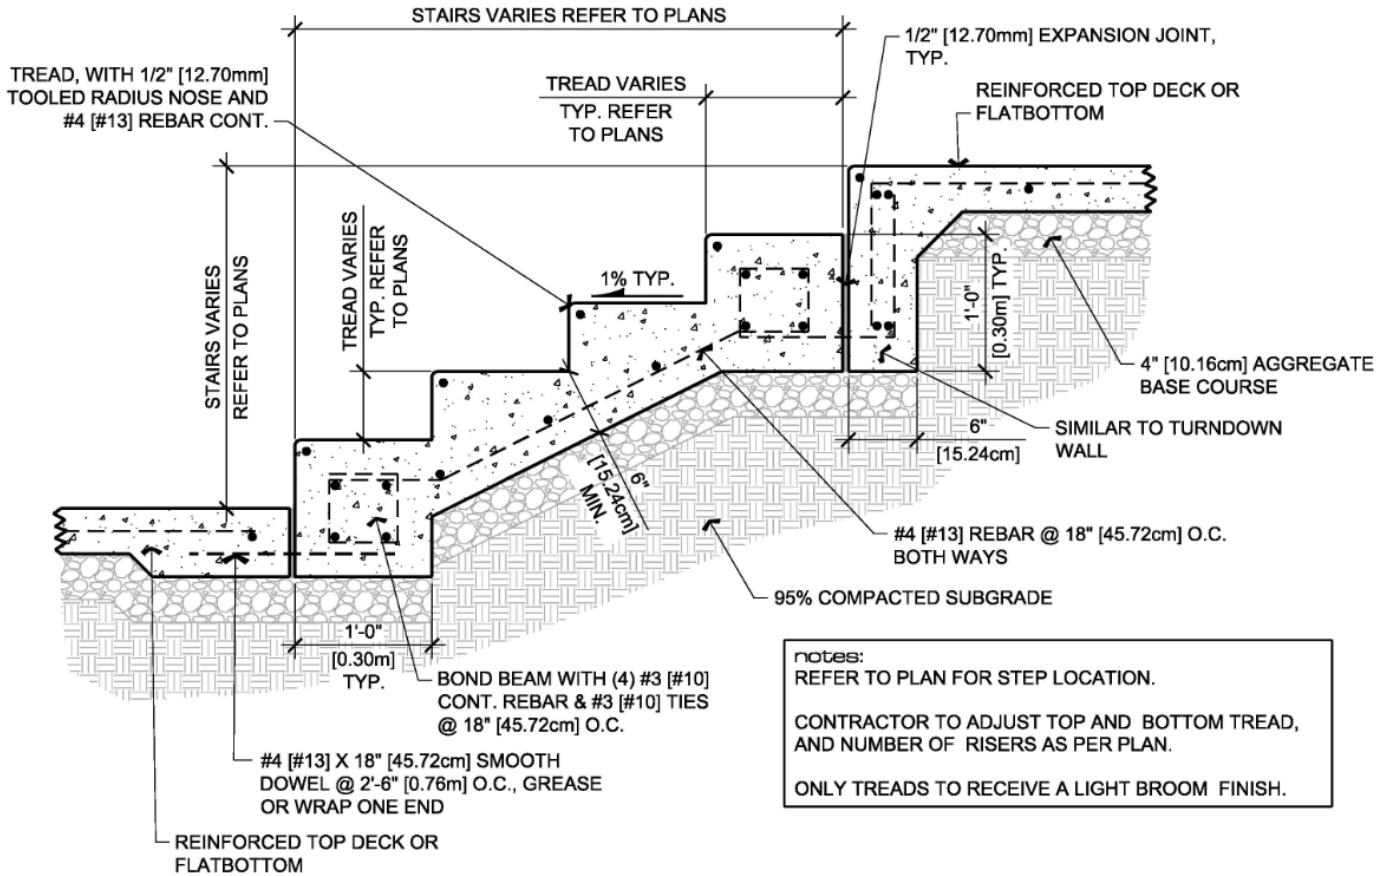 STAIRS VARIES REFER TO PLANS
1/2" [12.70mm] EXPANSION JOINT,
TYP.
TREAD, WITH 1/2" [12.70mm]
TOOLED RADIUS NOSE AND
#4 [#13] REBAR CONT.
TREAD VARIES
TYP. REFER
TO PLANS
REINFORCED TOP DECK OR
FLATBOTTOM
STAIRS VARIES
REFER TO PLANS
TREAD VARIES
TYP. REFER
TO PLANS
1% TYP.
1'-0"
[0.30m] TYP.
4" [10.16cm] AGGREGATE
BASE COURSE
6"
[15.24cm]
SIMILAR TO TURNDOWN
WALL
6"
[15.24cm]
MIN.
#4 [#13] REBAR @ 18" [45.72cm] O.C.
BOTH WAYS
95% COMPACTED SUBGRADE
1'-0"
[0.30m]
TYP.
BOND BEAM WITH (4) #3 [#10]
CONT. REBAR & #3 [#10] TIES
@ 18" [45.72cm] O.C.
#4 [#13] X 18" [45.72cm] SMOOTH
DOWEL @ 2'-6" [0.76m] O.C., GREASE
OR WRAP ONE END
REINFORCED TOP DECK OR
FLATBOTTOM
notes:
REFER TO PLAN FOR STEP LOCATION.
CONTRACTOR TO ADJUST TOP AND BOTTOM TREAD,
AND NUMBER OF RISERS AS PER PLAN.
ONLY TREADS TO RECEIVE A LIGHT BROOM FINISH.